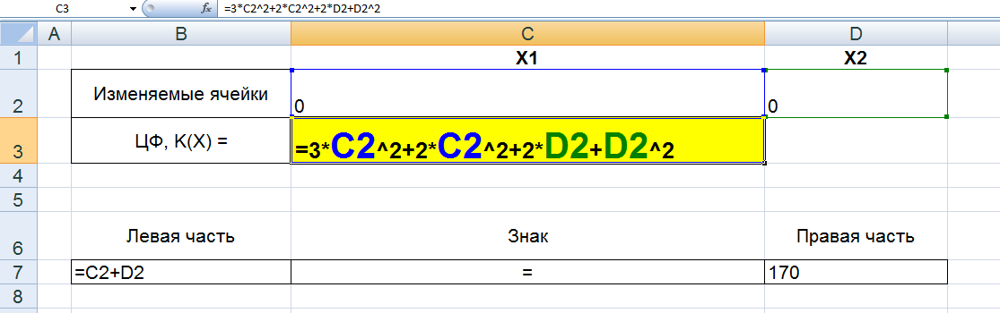 C3 fx =3*C2^2+2*C2^2+2*D2+D2^2
A B C D
1 X1 X2
2 Изменяемые ячейки 0 0
3 ЦФ, K(X) = =3*C2^2+2*C2^2+2*D2+D2^2
4
5
6 Левая часть Знак Правая часть
7 =C2+D2 = 170
8